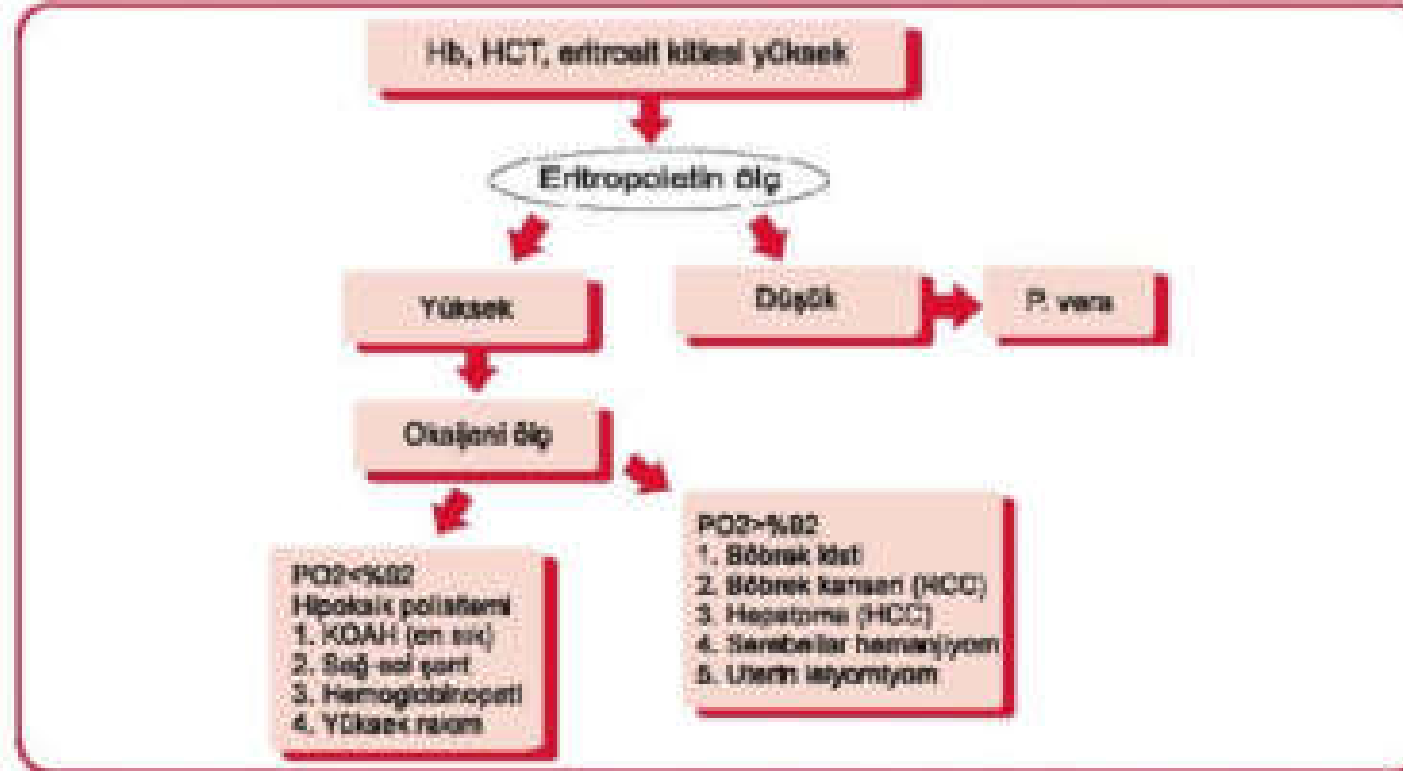 Hb, HCT, eritrosit kitlesi yüksek
Eritropoietin ölç
Yüksek
Düşük
P. vera
Oksijeni ölç
PO2<%92
Hipoksik polisitemi
1. KOAH (en sık)
2. Sağ-sol şant
3. Hemoglobinopati
4. Yüksek rakım
PO2>%92
1. Böbrek kisti
2. Böbrek kanseri (HCC)
3. Hepatoma (HCC)
4. Serebellar hemanjiyom
5. Uterin leiyomiyom